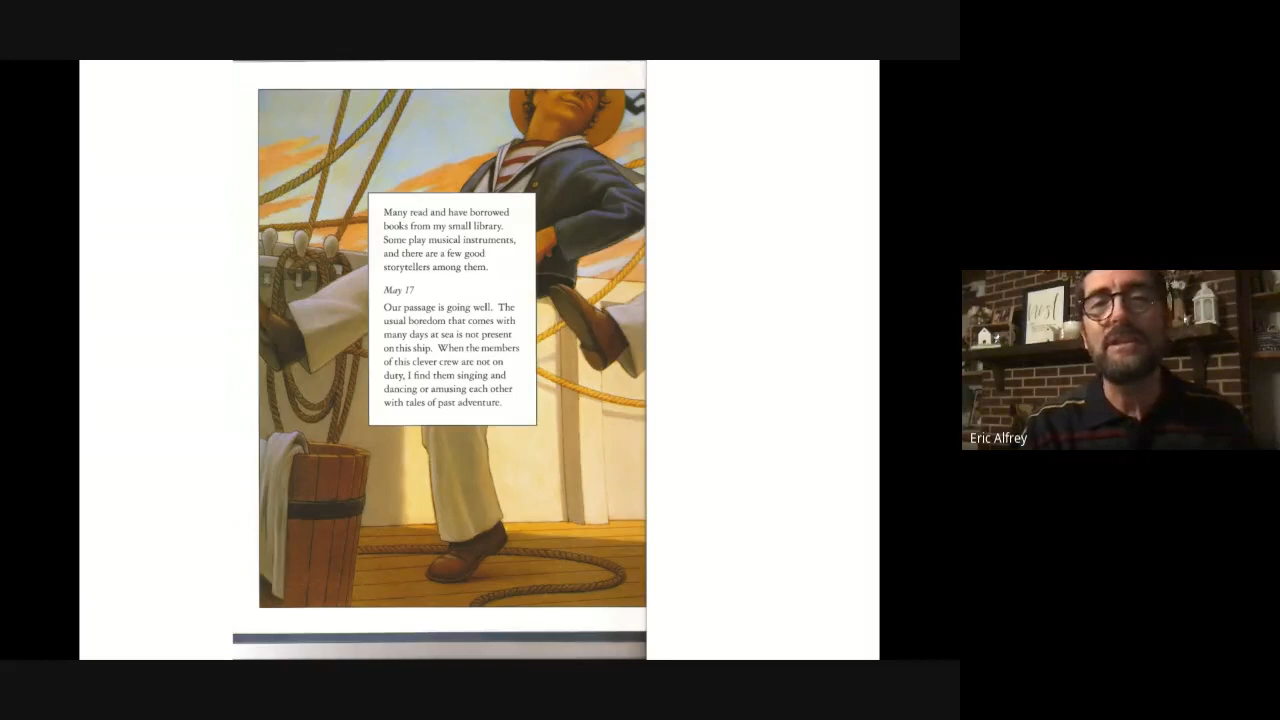 Many read and have borrowed
books from my small library.
Some play musical instruments,
and there are a few good
storytellers among them.
May 17
Our passage is going well. The
usual boredom that comes with
many days at sea is not present
on this ship. When the members
of this clever crew are not on
duty, I find them singing and
dancing or amusing each other
with tales of past adventure.
Eric Alfrey